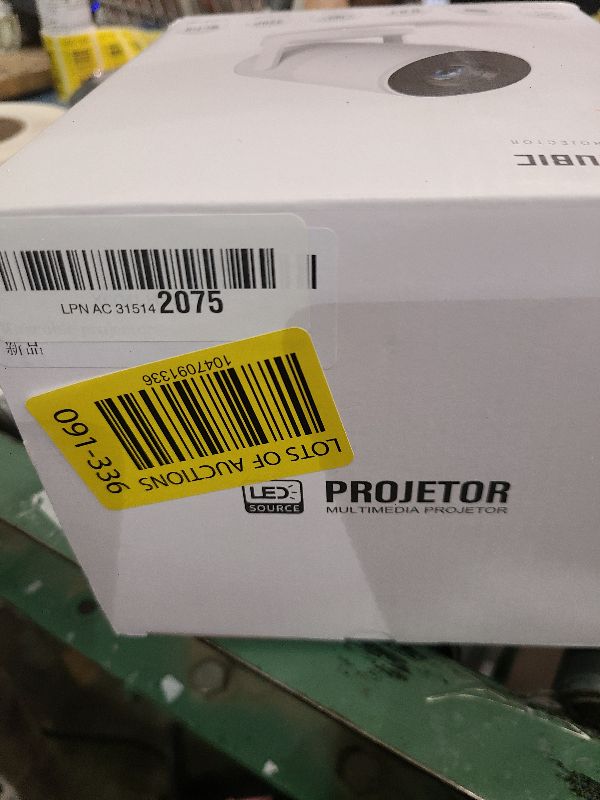 UBIC
LPN AC 31514 2075
新品
1047091336
091-336
LOTS OF AUCTIONS
LED
SOURCE
PROJETOR
MULTIMEDIA PROJETOR